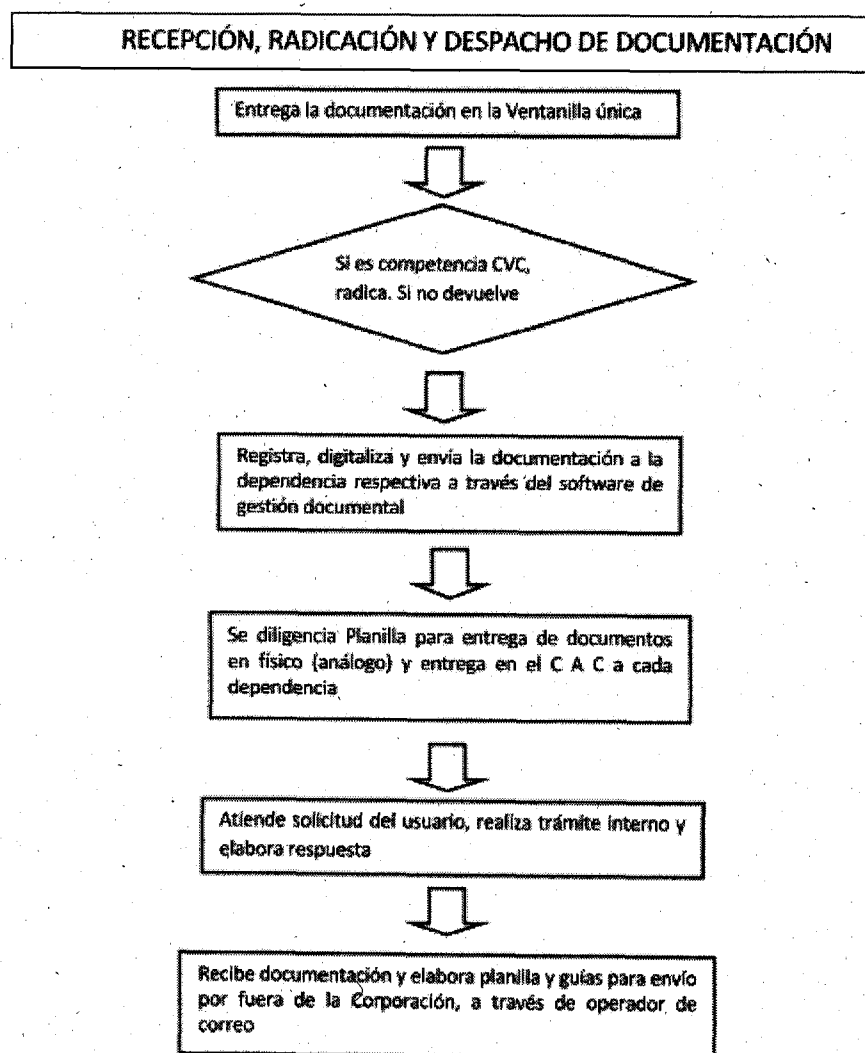 RECEPCIÓN, RADICACIÓN Y DESPACHO DE DOCUMENTACIÓN
Entrega la documentación en la Ventanilla única
Si es competencia CVC,
radica. Si no devuelve
Registra, digitaliza y envía la documentación a la
dependencia respectiva a través del software de
gestión documental
Se diligencia Planilla para entrega de documentos
en físico (análogo) y entrega en el C A C a cada
dependencia
Atiende solicitud del usuario, realiza trámite interno y
elabora respuesta
Recibe documentación y elabora planilla y guías para envío
por fuera de la Corporación, a través de operador de
correo